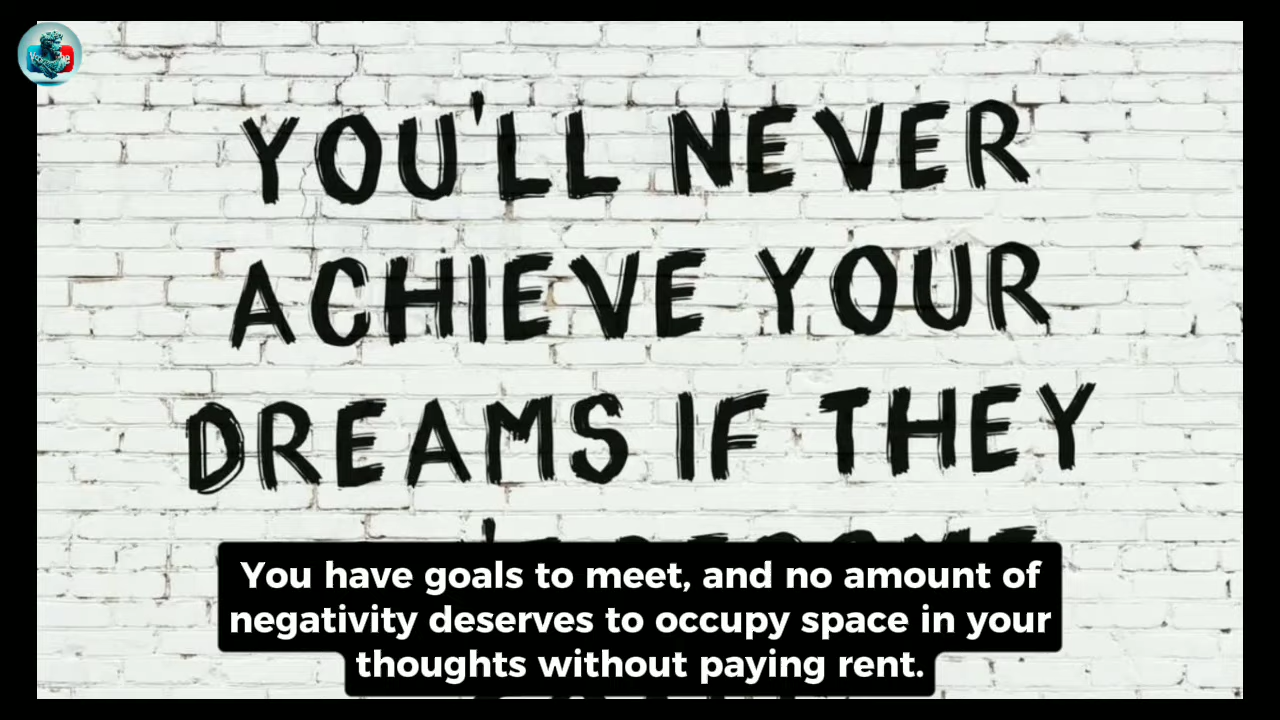 YOU'LL NEVER
ACHIEVE YOUR
DREAMS IF THEY
You have goals to meet, and no amount of
negativity deserves to occupy space in your
thoughts without paying rent.